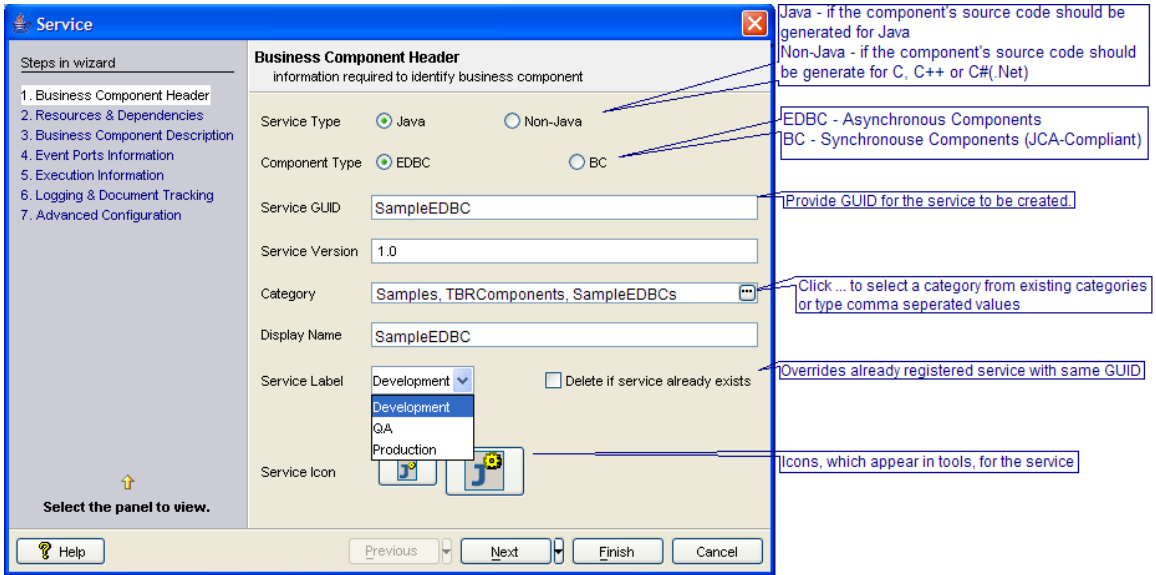 Service
Steps in wizard
1. Business Component Header
2. Resources & Dependencies
3. Business Component Description
4. Event Ports Information
5. Execution Information
6. Logging & Document Tracking
7. Advanced Configuration
Select the panel to view.
Business Component Header
information required to identify business component
Service Type Java Non-Java
Component Type EDBC BC
Service GUID SampleEDBC
Service Version 1.0
Category Samples, TBRComponents, SampleEDBCs ...
Display Name SampleEDBC
Service Label Development Delete if service already exists
Development
QA
Production
Service Icon J J
Help Previous Next Finish Cancel
Java - if the component's source code should be
generated for Java
Non-Java - if the component's source code should
be generate for C, C++ or C#(.Net)
EDBC - Asynchronous Components
BC - Synchronouse Components (JCA-Compliant)
Provide GUID for the service to be created.
Click ... to select a category from existing categories
or type comma seperated values
Overrides already registered service with same GUID
Icons, which appear in tools, for the service